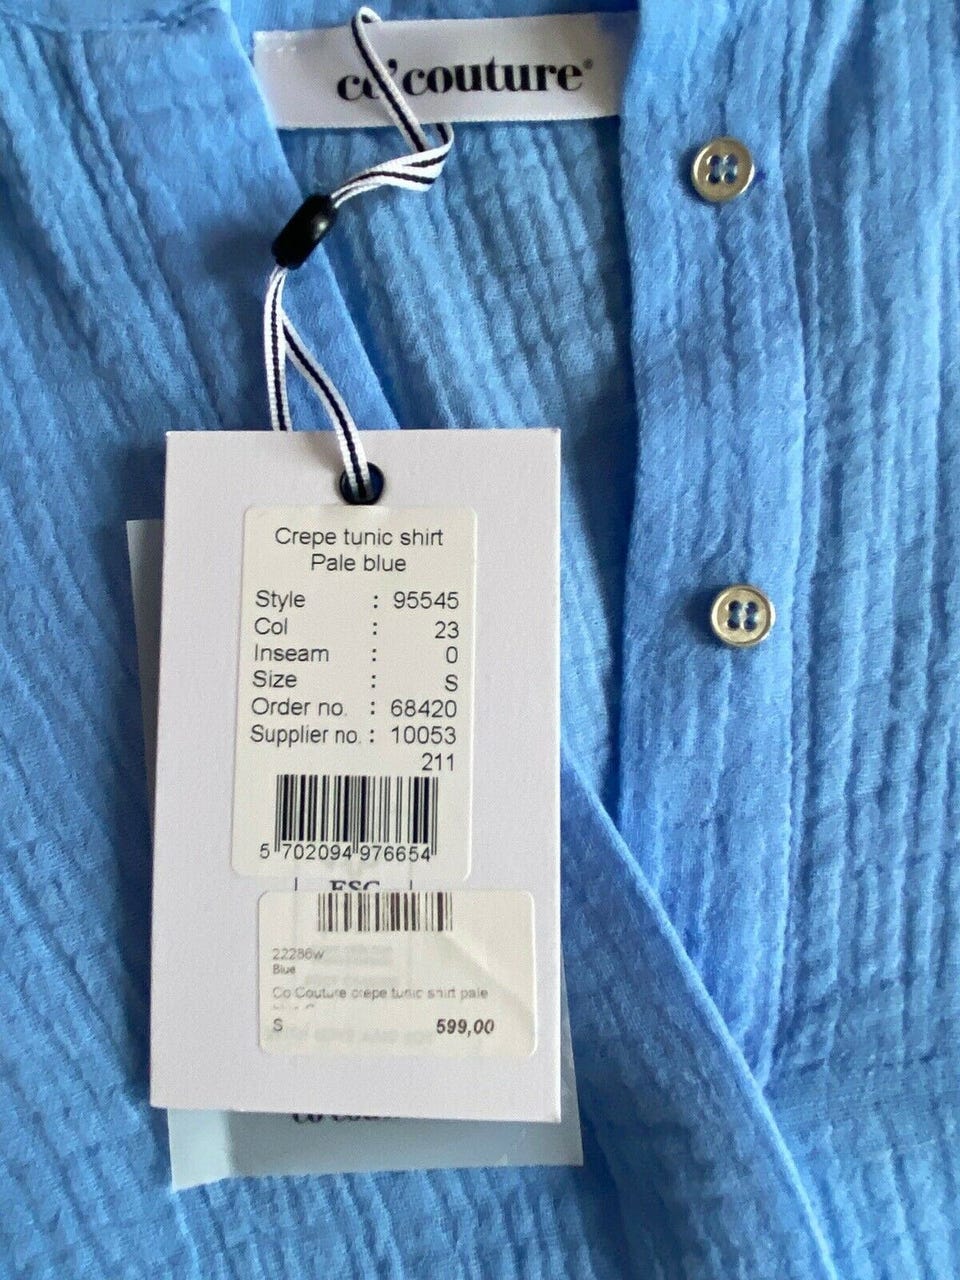 co'couture®
Crepe tunic shirt
Pale blue
Style : 95545
Col : 23
Inseam : 0
Size : S
Order no. : 68420
Supplier no. : 10053
211
5 702094 976654
FSC
22286w
Blue
Co Couture crepe tunic shirt pale
S 599,00